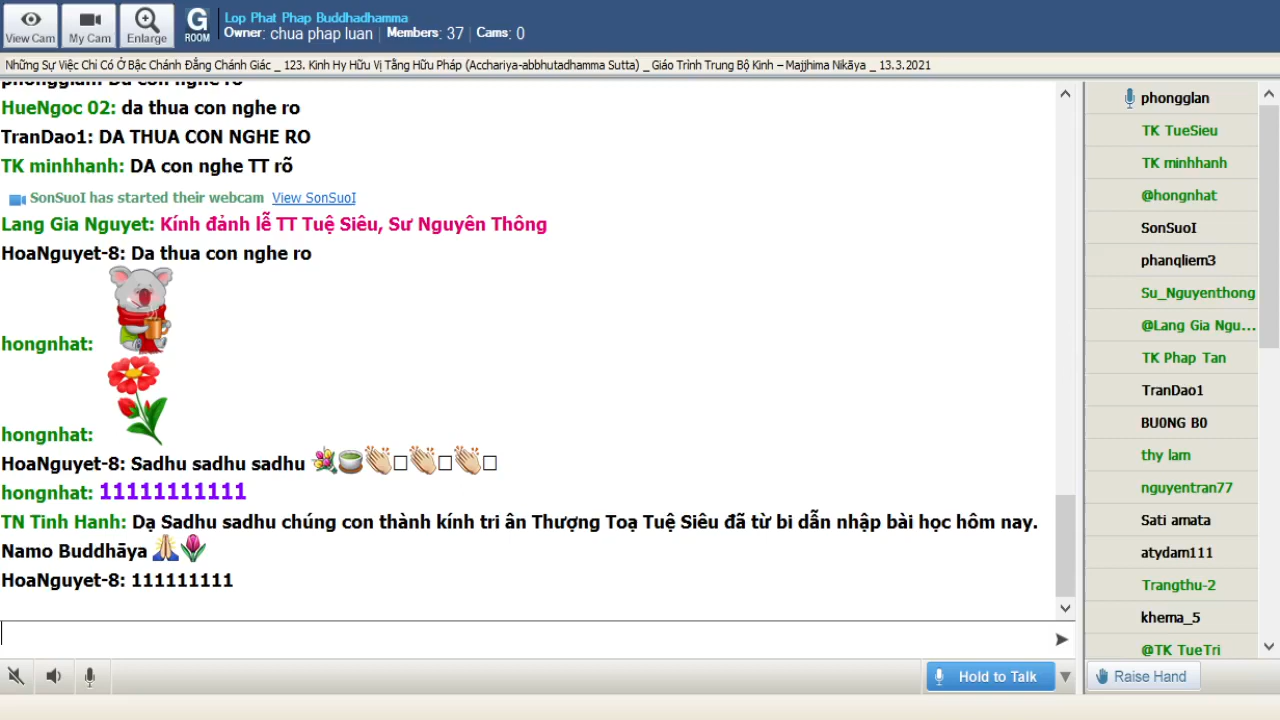 View Cam
My Cam
Enlarge
G
ROOM
Lop Phat Phap Buddhadhamma
Owner: chua phap luan | Members: 37 | Cams: 0
Những Sự Việc Chỉ Có Ở Bậc Chánh Đẳng Chánh Giác _ 123. Kinh Hy Hữu Vị Tằng Hữu Pháp (Acchariya-abbhutadhamma Sutta) _ Giáo Trình Trung Bộ Kinh – Majjhima Nikāya _ 13.3.2021
HueNgoc 02: da thua con nghe ro
TranDao1: DA THUA CON NGHE RO
TK minhhanh: DA con nghe TT rõ
SonSuoI has started their webcam View SonSuoI
Lang Gia Nguyet: Kính đảnh lễ TT Tuệ Siêu, Sư Nguyên Thông
HoaNguyet-8: Da thua con nghe ro
hongnhat:
hongnhat:
HoaNguyet-8: Sadhu sadhu sadhu
hongnhat: 11111111111
TN Tinh Hanh: Dạ Sadhu sadhu chúng con thành kính tri ân Thượng Toạ Tuệ Siêu đã từ bi dẫn nhập bài học hôm nay.
Namo Buddhāya
HoaNguyet-8: 111111111
phongglan
TK TueSieu
TK minhhanh
@hongnhat
SonSuoI
phanqliem3
Su_Nguyenthong
@Lang Gia Ngu...
TK Phap Tan
TranDao1
BU0NG B0
thy lam
nguyentran77
Sati amata
atydam111
Trangthu-2
khema_5
@TK TueTri
Hold to Talk
Raise Hand